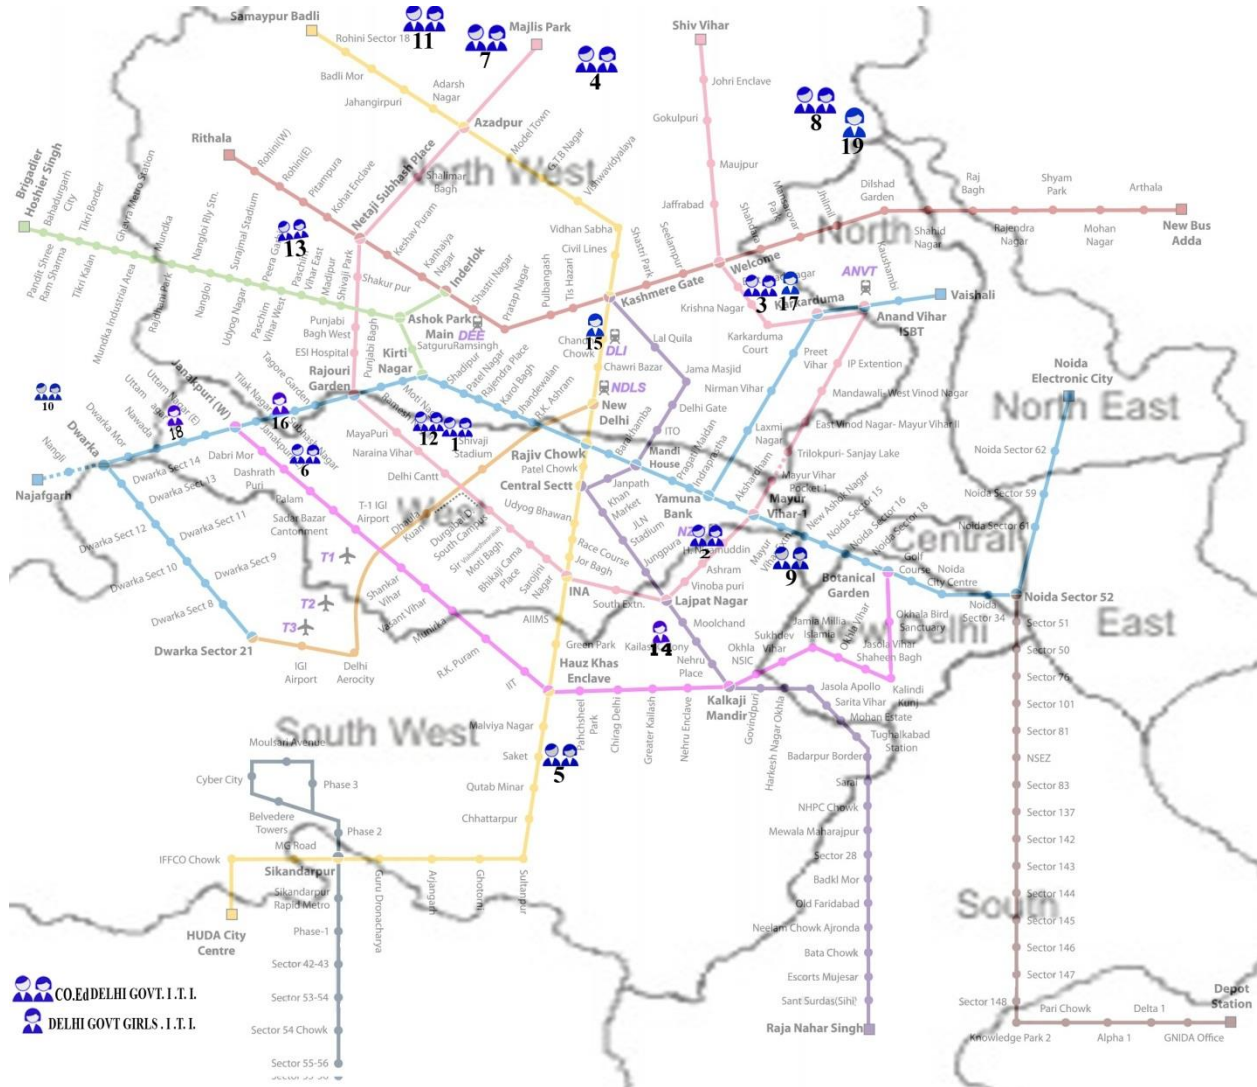 Samaypur Badli
Rohini Sector 18
Badli Mor
Jahangirpuri
Adarsh
Nagar
Azadpur
Model Town
G.T.B Nagar
Vishwavidyalaya
Vidhan Sabha
Civil Lines
11
7
4
Majlis Park
Shiv Vihar
Johri Enclave
Gokulpuri
Maujpur
Jaffrabad
8
19
Rithala
Rohini(W)
Rohini(E)
Pitampura
Kohat Enclave
Netaji Subhash Place
Shalimar
Bagh
North West
Keshav Puram
Kanhaiya
Nagar
Inderlok
Shastri Nagar
Pratap Nagar
Pulbangash
Tis Hazari
Kashmere Gate
Shastri Park
Seelampur
Welcome
Shahdara
Mansarovar
Park
Jhilmil
Dilshad
Garden
Shahid
Nagar
Raj
Bagh
Rajendra
Nagar
Shyam
Park
Mohan
Nagar
Arthala
New Bus
Adda
North
Brigadier
Hoshier Singh
Bahadurgarh
City
Pandit Shree
Ram Sharma
Tikri Border
Tikri Kalan
Ghevra Metro Station
Mundka Industrial Area
Mundka
Rajdhani Park
Nangloi Rly Stn.
Nangloi
Surajmal Stadium
Udyog Nagar
Peera Garhi
Paschim
Vihar West
Paschim
Vihar East
Madipur
Shivaji Park
Shakur pur
Punjabi
Bagh West
Punjabi Bagh
ESI Hospital
Rajouri
Garden
Ashok Park
Main
DEE
Satguru Ramsingh
Kirti
Nagar
13
3
17
Krishna Nagar
Karkarduma
Karkarduma
Court
ANVT
Kaushambi
Vaishali
Anand Vihar
ISBT
15
Chandni
Chowk
DLI
Chawri Bazar
NDLS
New
Delhi
Lal Quila
Jama Masjid
Delhi Gate
ITO
Mandi
House
Barakhamba
Preet
Vihar
Nirman Vihar
Laxmi
Nagar
IP Extention
Mandawali- West Vinod Nagar
East Vinod Nagar- Mayur Vihar II
Trilokpuri- Sanjay Lake
Mayur Vihar
Pocket 1
Mayur
Vihar-1
Noida
Electronic City
North East
Noida Sector 62
Noida Sector 59
Noida Sector 61
Noida Sector 52
10
Nangli
Najafgarh
Dwarka
Dwarka Mor
Nawada
Uttam Nagar (E)
18
Janakpuri (W)
Tilak Nagar
Tagore Garden
16
6
Moti Nagar
Shadipur
Patel Nagar
Rajendra Place
Karol Bagh
Jhandewalan
R.K. Ashram
12
1
Shivaji
Stadium
Rajiv Chowk
Patel Chowk
Central Sectt
Udyog Bhawan
Race Course
Jor Bagh
Janpath
Khan
Market
JLN
Stadium
Jungpura
Pragati Maidan
Indraprastha
Yamuna
Bank
Akshardham
New Ashok Nagar
Noida Sector 15
Noida Sector 16
Noida Sector 18
Central
Golf
Course
Noida
City Centre
Noida
34
2
Ashram
Vinoba puri
9
Botanical
Garden
Dwarka Sect 14
Dwarka Sect 13
Dwarka Sect 12
Dwarka Sect 11
Dwarka Sect 10
Dwarka Sect 9
Dwarka Sect 8
Dwarka Sector 21
Dabri Mor
Dashrath
Puri
Palam
Sadar Bazar
Cantonment
T-1 IGI
Airport
T1
T2
T3
IGI
Airport
Delhi
Aerocity
Shankar
Vihar
Vasant Vihar
Munirka
R.K. Puram
IIT
MayaPuri
Naraina Vihar
Delhi Cantt
West
Dhaula
Kuan
South Campus
Moti Bagh
Bhikaji Cama
Place
Sarojini
Nagar
INA
AIIMS
Green Park
South Extn.
Lajpat Nagar
Moolchand
14
Kailash Colony
Nehru
Place
Hauz Khas
Enclave
Panchsheel
Park
Chirag Delhi
Greater Kailash
Nehru Enclave
Kalkaji
Mandir
Okhla
NSIC
Sukhdev
Vihar
Jamia Millia
Islamia
Okhla Vihar
Jasola Vihar
Shaheen Bagh
Okhala Bird
Sanctuary
Kalindi
Kunj
New Delhi
East
Govindpuri
Harkesh Nagar Okhla
Jasola Apollo
Sarita Vihar
Mohan Estate
Tughalkabad
Station
Badarpur Border
Sarai
NHPC Chowk
Mewala Maharajpur
Sector 28
Badkl Mor
Old Faridabad
Neelam Chowk Ajronda
Bata Chowk
Escorts Mujesar
Sant Surdas(Sihi)
Raja Nahar Singh
South West
Malviya Nagar
Saket
5
Qutab Minar
Chhattarpur
Sultanpur
Ghotorni
Arjangarh
Guru Dronacharya
Sikandarpur
MG Road
IFFCO Chowk
HUDA City
Centre
Moulsari Avenue
Cyber City
Phase 3
Belvedere
Towers
Phase 2
Sikandarpur
Rapid Metro
Phase-1
Sector 42-43
Sector 53-54
Sector 54 Chowk
Sector 55-56
Sector 51
Sector 50
Sector 76
Sector 101
Sector 81
NSEZ
Sector 83
Sector 137
Sector 142
Sector 143
Sector 144
South
Sector 145
Sector 146
Sector 147
Sector 148
Knowledge Park 2
Pari Chowk
Alpha 1
Delta 1
GNIDA Office
Depot
Station
CO.Ed DELHI GOVT. I .T. I.
DELHI GOVT GIRLS . I .T. I.